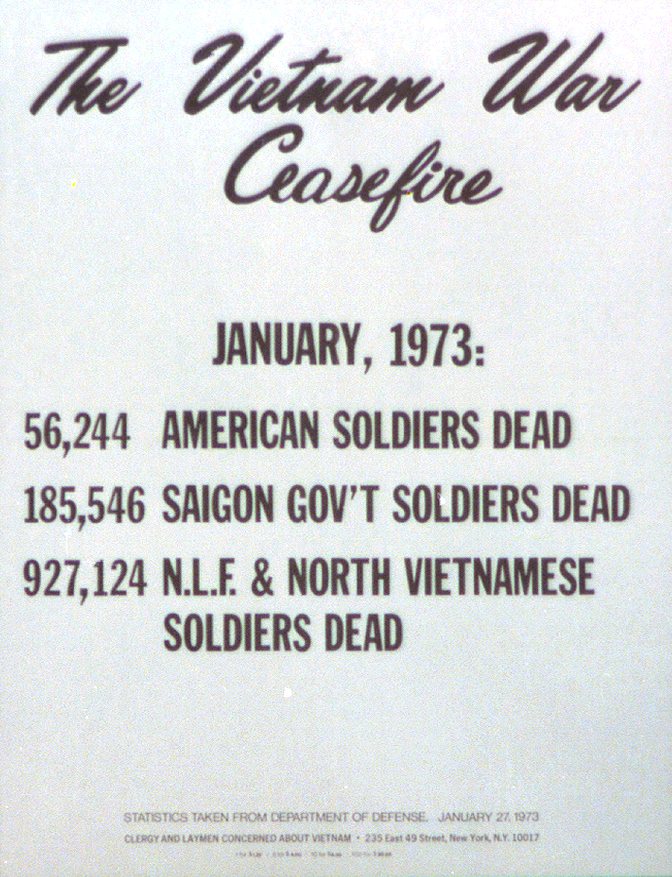 The Vietnam War
Ceasefire
JANUARY, 1973:
56,244 AMERICAN SOLDIERS DEAD
185,546 SAIGON GOV'T SOLDIERS DEAD
927,124 N.L.F. & NORTH VIETNAMESE
SOLDIERS DEAD
STATISTICS TAKEN FROM DEPARTMENT OF DEFENSE, JANUARY 27, 1973
CLERGY AND LAYMEN CONCERNED ABOUT VIETNAM • 235 East 49 Street, New York, N.Y. 10017